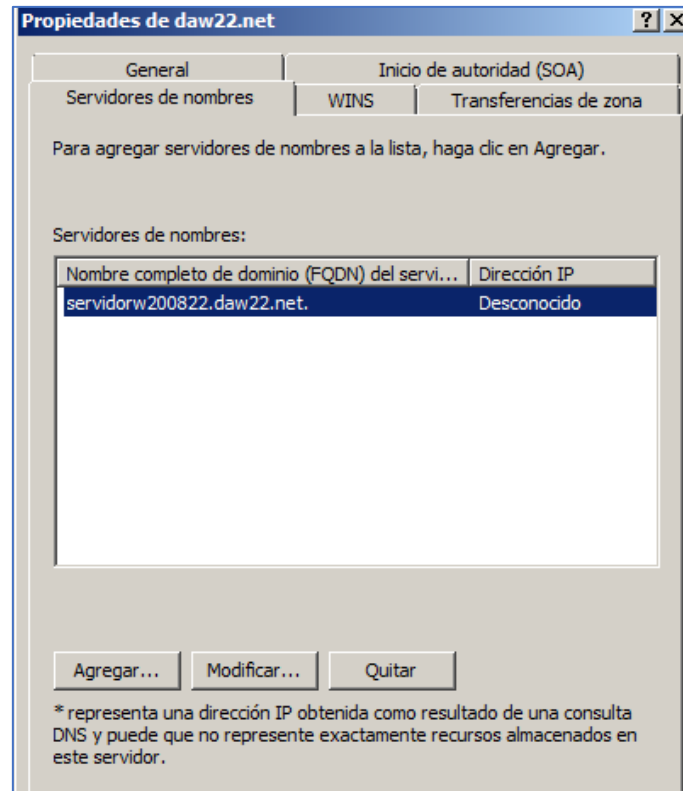 Propiedades de daw22.net ? X
General Inicio de autoridad (SOA)
Servidores de nombres WINS Transferencias de zona
Para agregar servidores de nombres a la lista, haga clic en Agregar.
Servidores de nombres:
Nombre completo de dominio (FQDN) del servi... Dirección IP
servidorw200822.daw22.net. Desconocido
Agregar... Modificar... Quitar
* representa una dirección IP obtenida como resultado de una consulta
DNS y puede que no represente exactamente recursos almacenados en
este servidor.